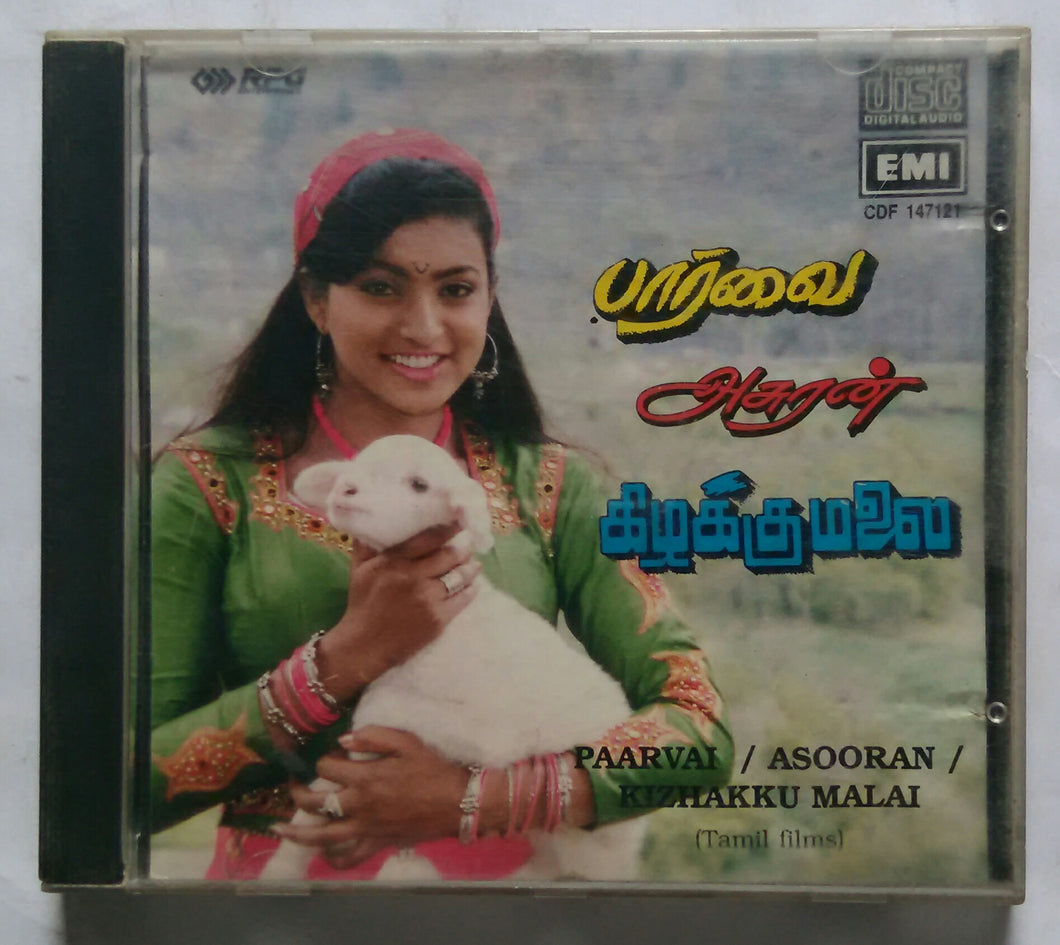 RPG
COMPACT
disc
DIGITAL AUDIO
EMI
CDF 147121
பார்வை
அசுரன்
கிழக்கு மலை
PAARVAI / ASOORAN /
KIZHAKKU MALAI
(Tamil films)